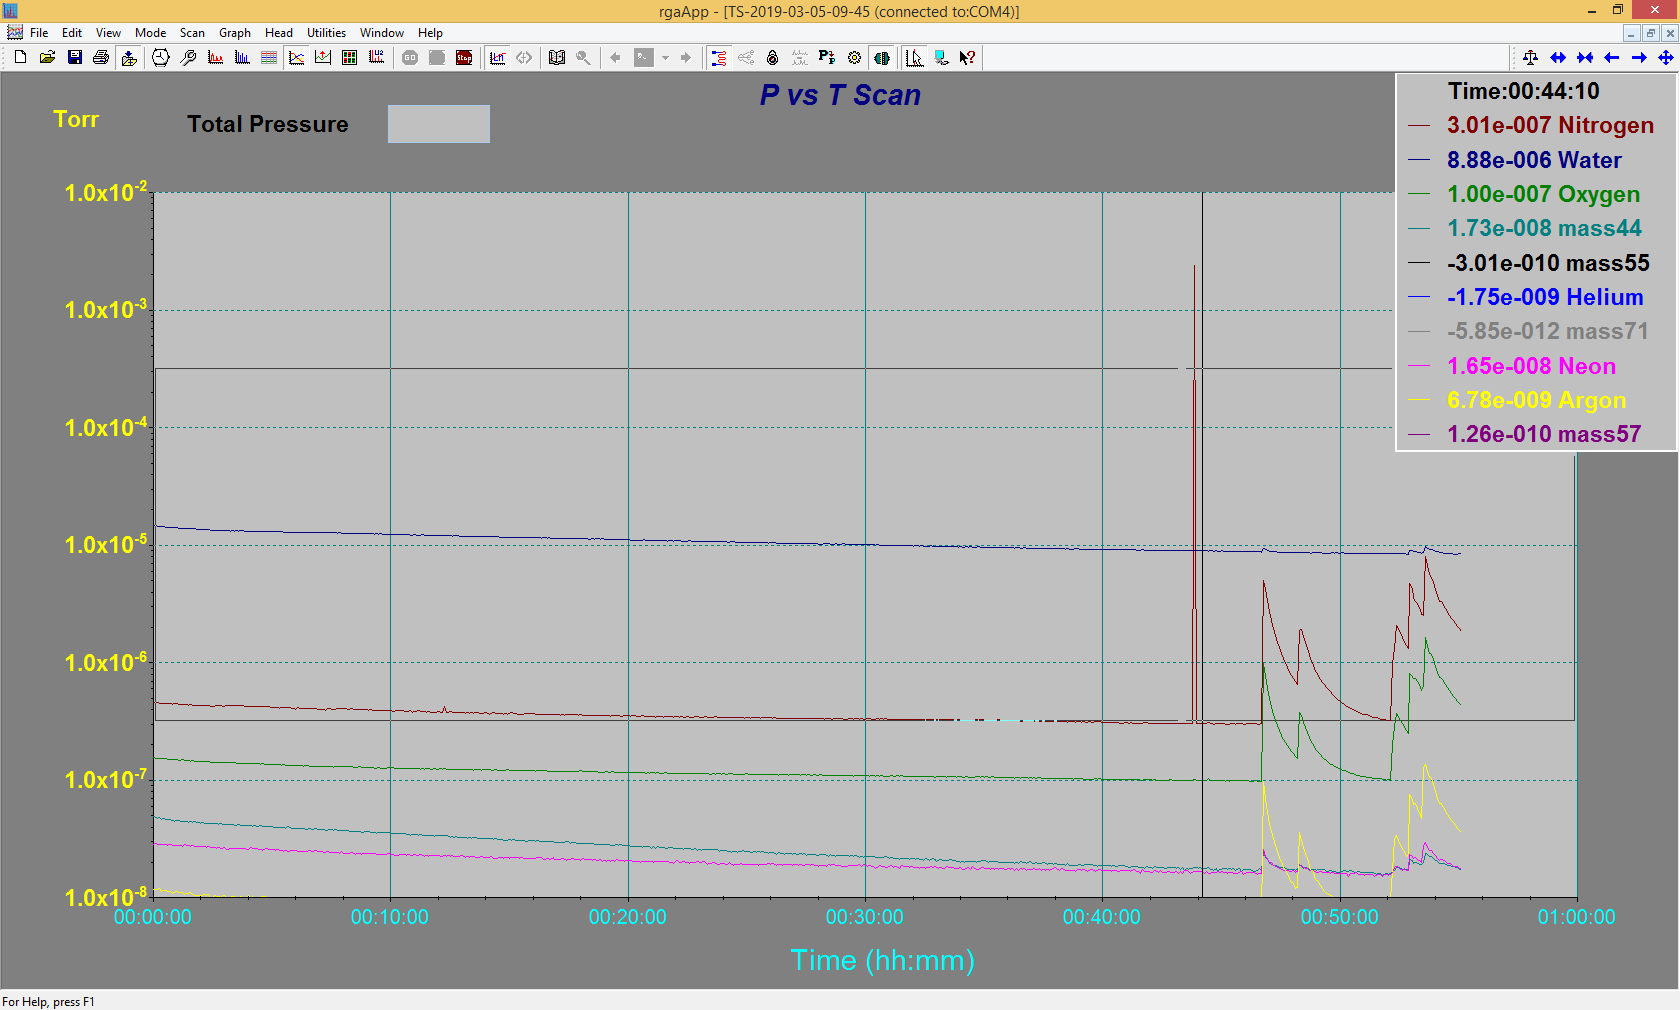 rgaApp - [TS-2019-03-05-09-45 (connected to:COM4)]
File Edit View Mode Scan Graph Head Utilities Window Help
GO Stop
P vs T Scan
Torr
Total Pressure
Time:00:44:10
3.01e-007 Nitrogen
8.88e-006 Water
1.00e-007 Oxygen
1.73e-008 mass44
-3.01e-010 mass55
-1.75e-009 Helium
-5.85e-012 mass71
1.65e-008 Neon
6.78e-009 Argon
1.26e-010 mass57
1.0x10-2
1.0x10-3
1.0x10-4
1.0x10-5
1.0x10-6
1.0x10-7
1.0x10-8
00:00:00 00:10:00 00:20:00 00:30:00 00:40:00 00:50:00 01:00:00
Time (hh:mm)
For Help, press F1